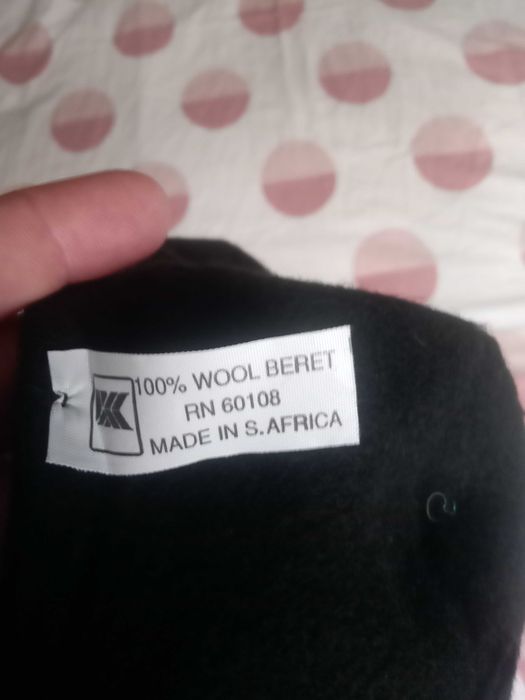 100% WOOL BERET
RN 60108
MADE IN S.AFRICA